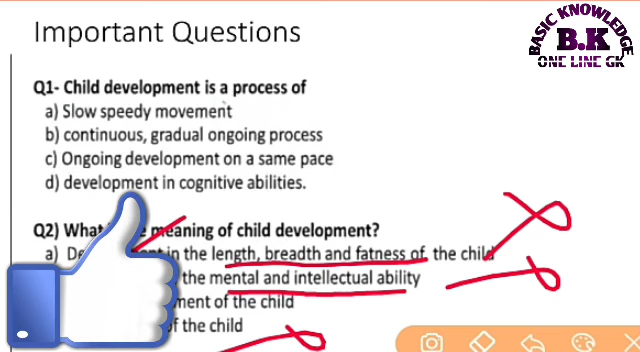 Important Questions
BASIC KNOWLEDGE
B.K
ONE LINE GK
Q1- Child development is a process of
a) Slow speedy movement
b) continuous, gradual ongoing process
c) Ongoing development on a same pace
d) development in cognitive abilities.
Q2) What meaning of child development?
a) in the length, breadth and fatness of the child
the mental and intellectual ability
of the child
of the child